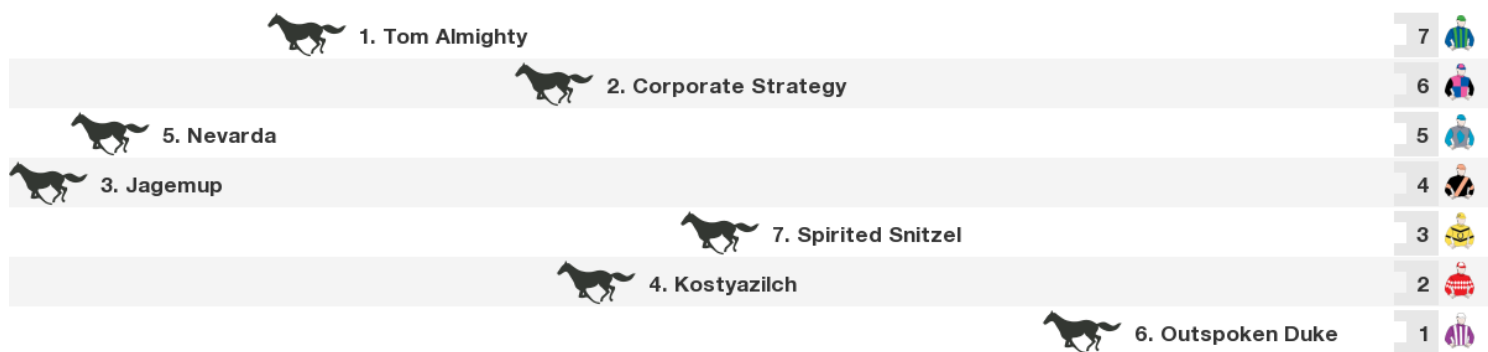 1. Tom Almighty 7
2. Corporate Strategy 6
5. Nevarda 5
3. Jagemup 4
7. Spirited Snitzel 3
4. Kostyazilch 2
6. Outspoken Duke 1